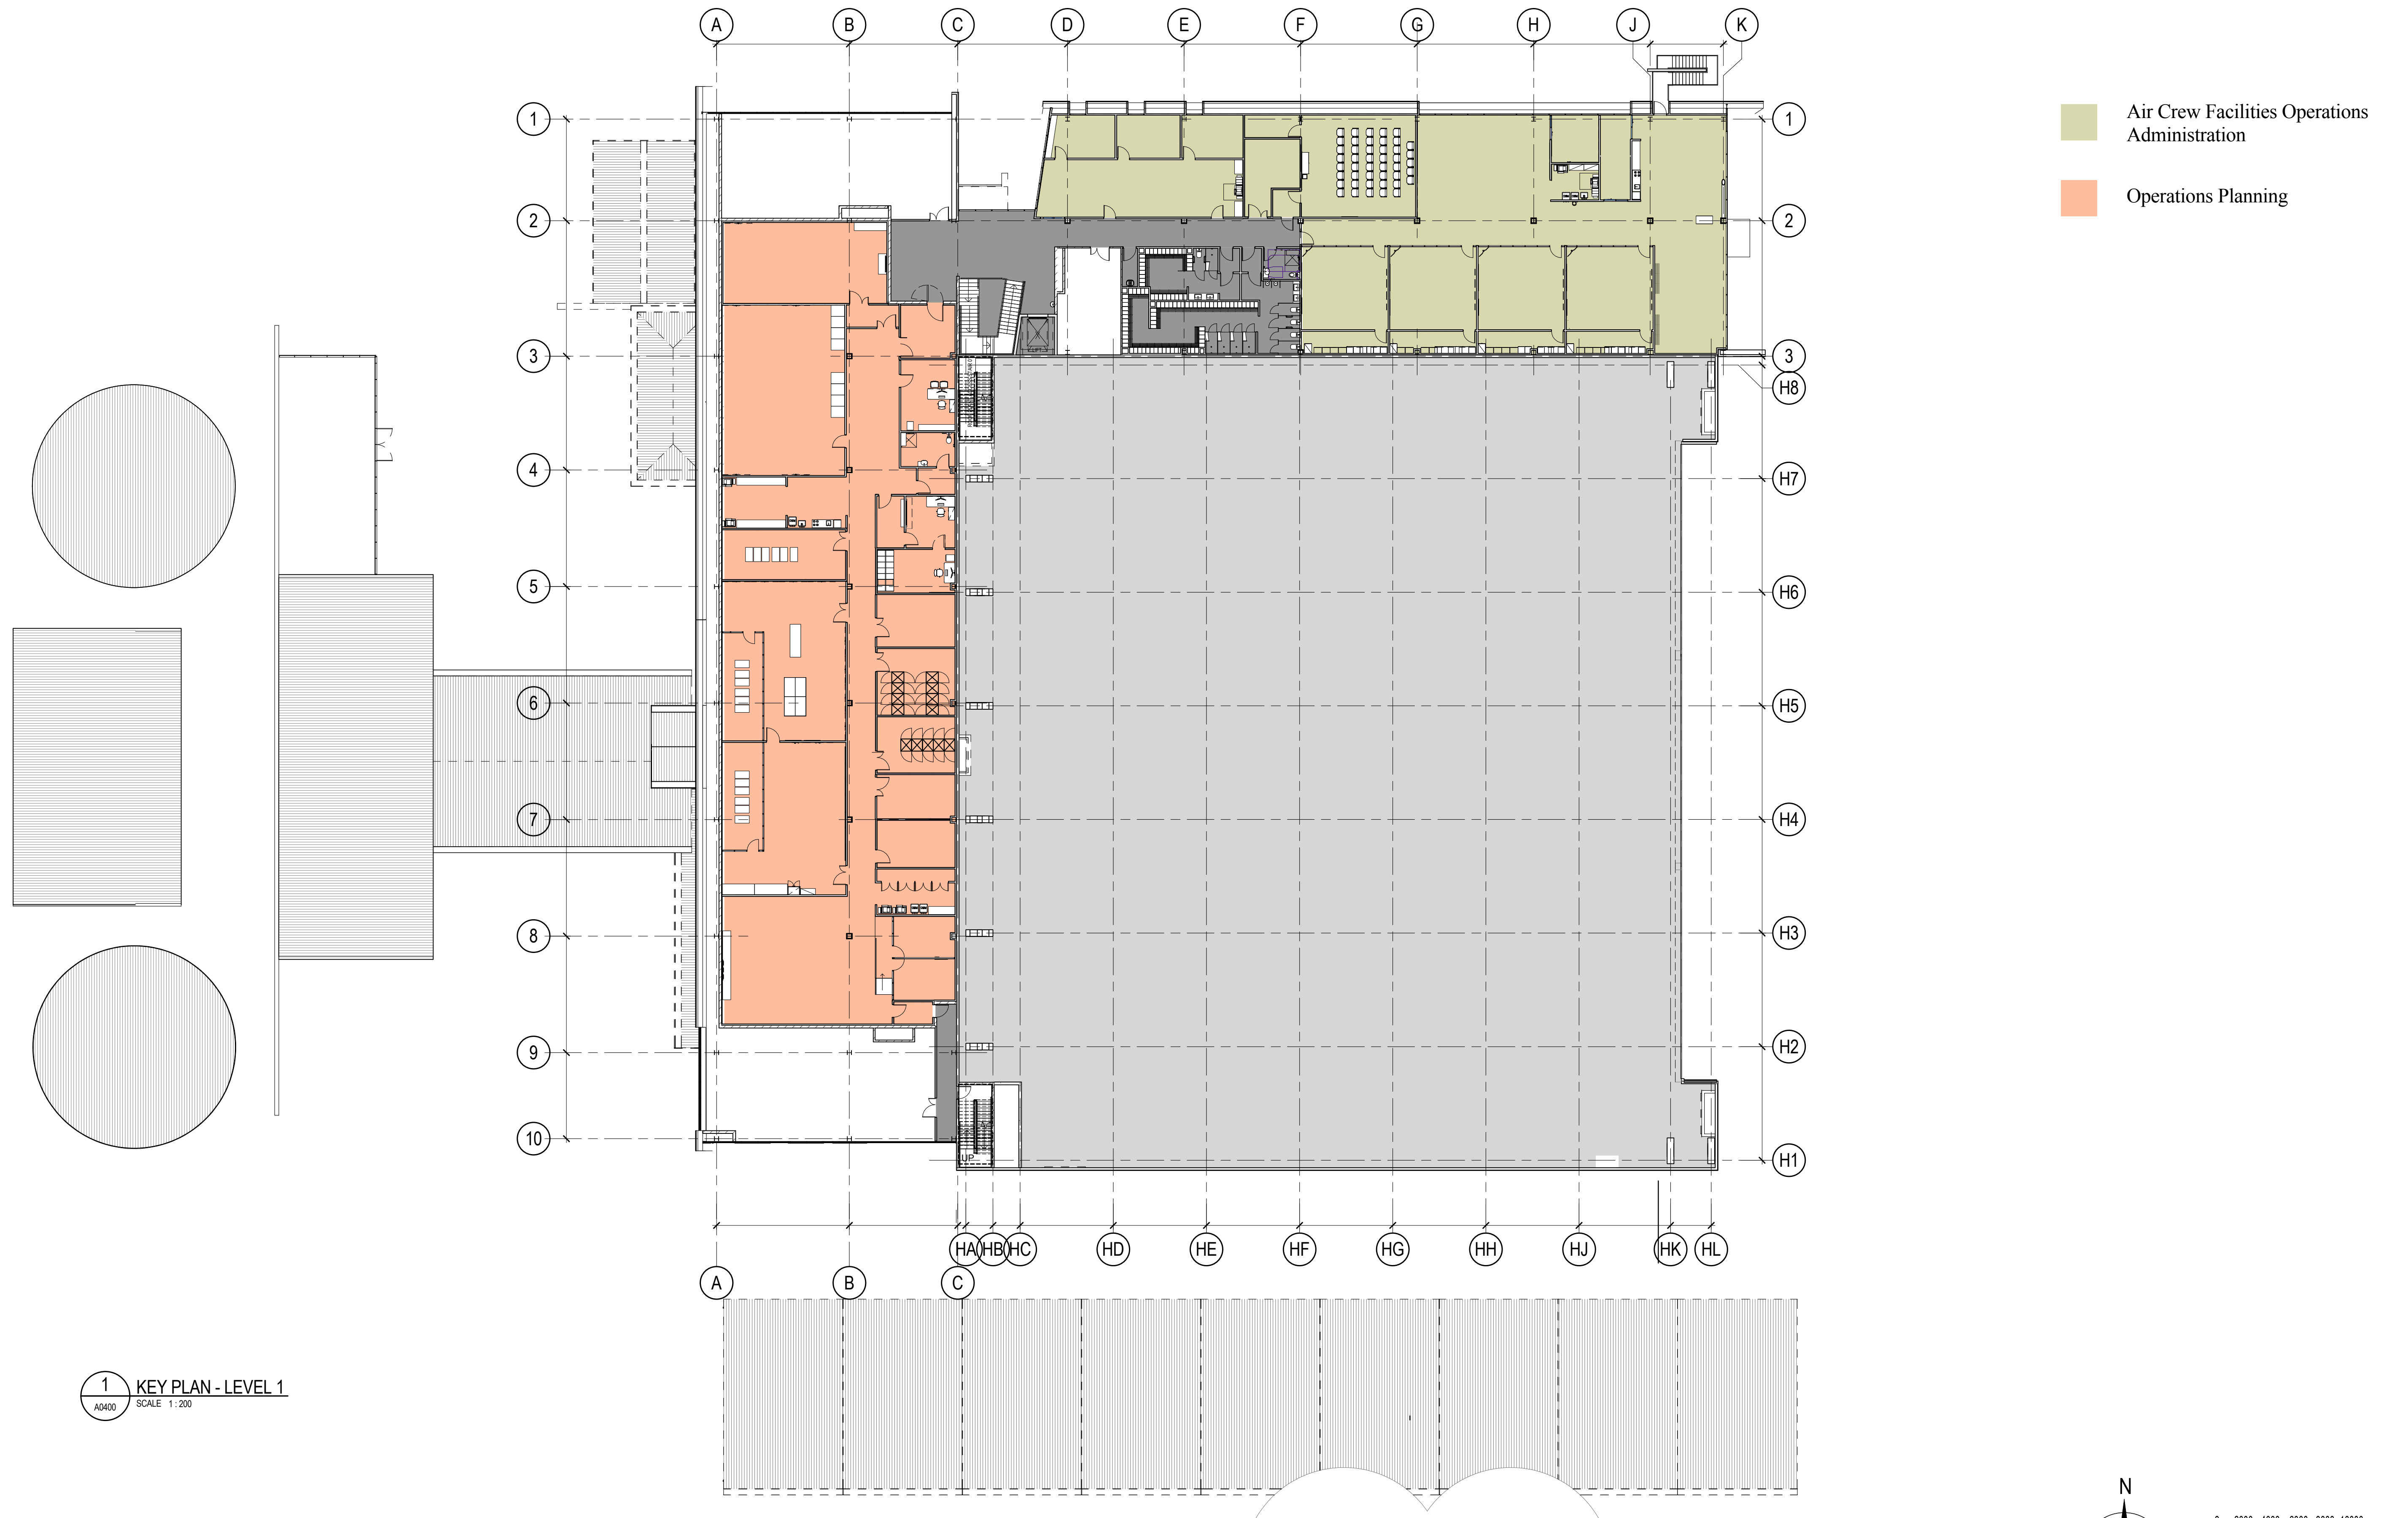 A B C D E F G H J K
Air Crew Facilities Operations
Administration
Operations Planning
1 1
2 2
3 3
H8
4 H7
5 H6
6 H5
7 H4
8 H3
9 H2
10 H1
UP
HA HB HC HD HE HF HG HH HJ HK HL
A B C
1 KEY PLAN - LEVEL 1
A0400 SCALE 1 : 200
N